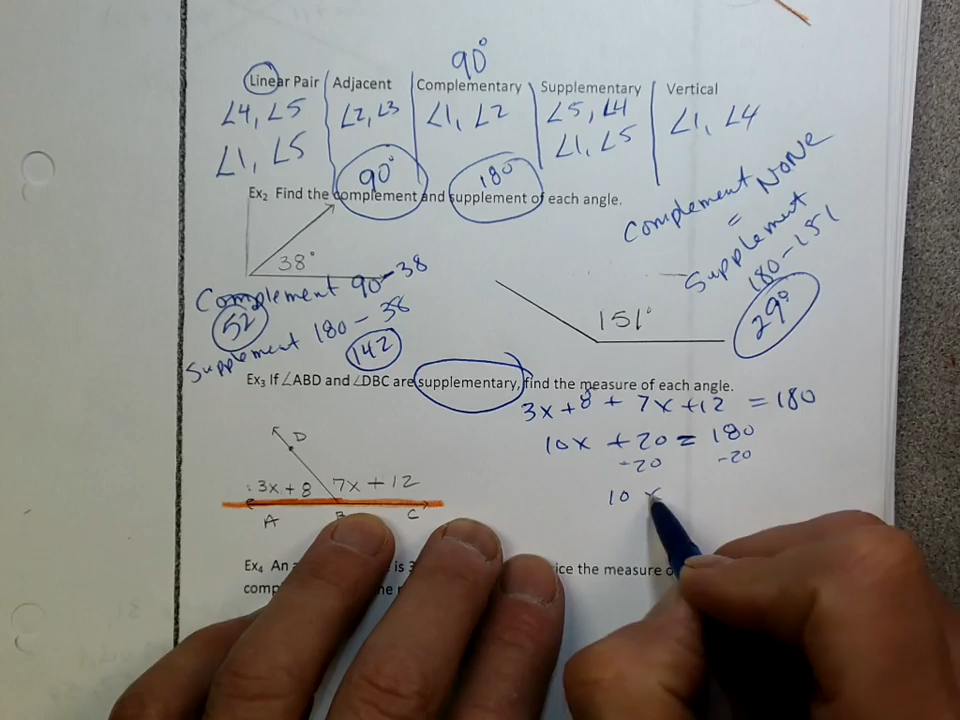 90°
Linear Pair Adjacent Complementary Supplementary Vertical
∠4, ∠5 ∠2, ∠3 ∠1, ∠2 ∠5, ∠4 ∠1, ∠4
∠1, ∠5 ∠1, ∠5
90° 180
Ex2 Find the complement and supplement of each angle.
Complement = NONE
Supplement
180-151
29°
38°
Complement 90-38
52
Supplement 180-38
142
151°
Ex3 If ∠ABD and ∠DBC are supplementary, find the measure of each angle.
3x+8 + 7x+12 = 180
10x +20 = 180
-20 -20
10 x
D
3x+8 7x+12
A B C
Ex4 An is ice the measure
comp